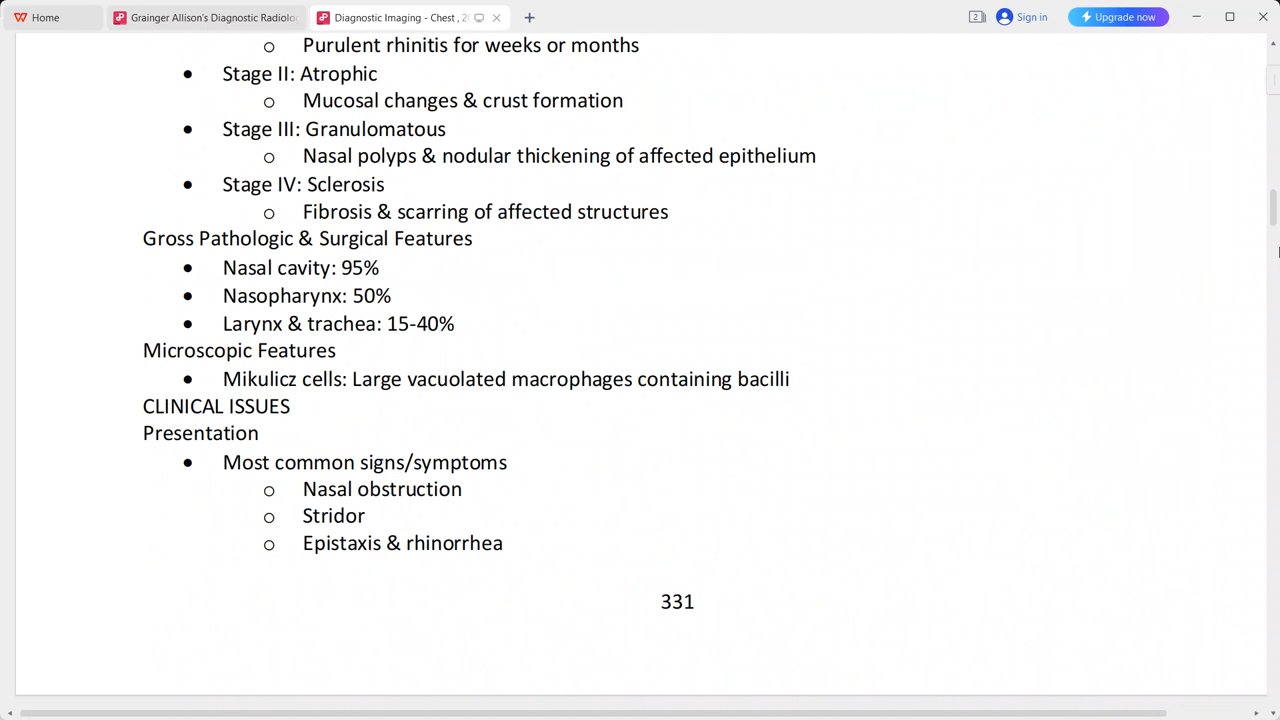 Home
Grainger Allison's Diagnostic Radiolo
Diagnostic Imaging - Chest , 2
2
Sign in
Upgrade now
o Purulent rhinitis for weeks or months
• Stage II: Atrophic
o Mucosal changes & crust formation
• Stage III: Granulomatous
o Nasal polyps & nodular thickening of affected epithelium
• Stage IV: Sclerosis
o Fibrosis & scarring of affected structures
Gross Pathologic & Surgical Features
• Nasal cavity: 95%
• Nasopharynx: 50%
• Larynx & trachea: 15-40%
Microscopic Features
• Mikulicz cells: Large vacuolated macrophages containing bacilli
CLINICAL ISSUES
Presentation
• Most common signs/symptoms
o Nasal obstruction
o Stridor
o Epistaxis & rhinorrhea
331